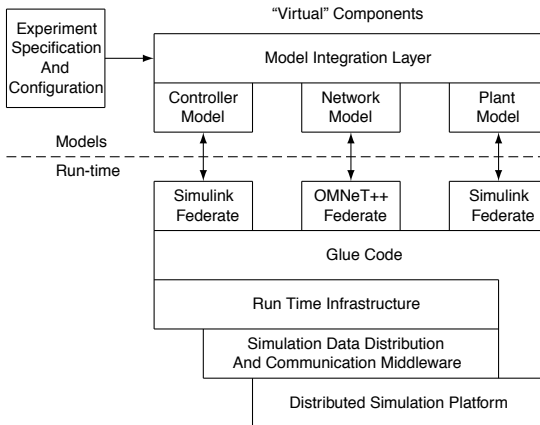 "Virtual" Components
Experiment
Specification
And
Configuration
Model Integration Layer
Controller
Model
Network
Model
Plant
Model
Models
Run-time
Simulink
Federate
OMNeT++
Federate
Simulink
Federate
Glue Code
Run Time Infrastructure
Simulation Data Distribution
And Communication Middleware
Distributed Simulation Platform